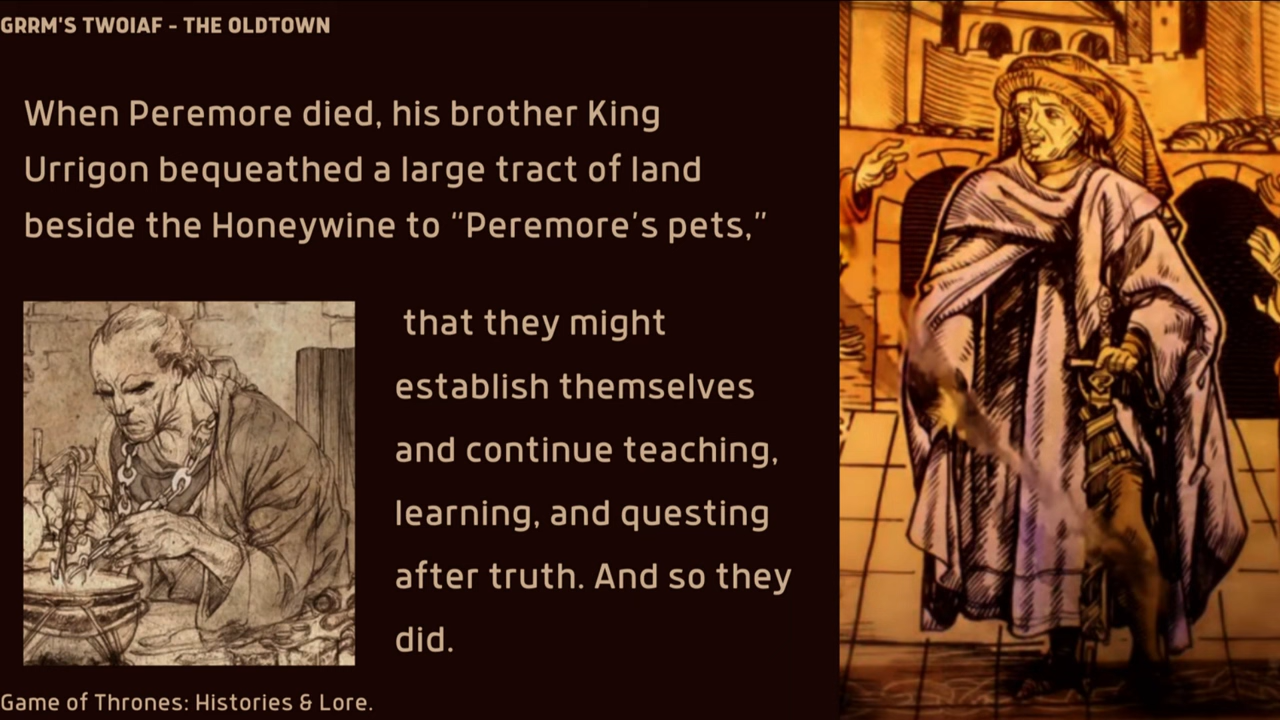 GRRM'S TWOIAF - THE OLDTOWN
When Peremore died, his brother King
Urrigon bequeathed a large tract of land
beside the Honeywine to “Peremore's pets,”
that they might
establish themselves
and continue teaching,
learning, and questing
after truth. And so they
did.
Game of Thrones: Histories & Lore.